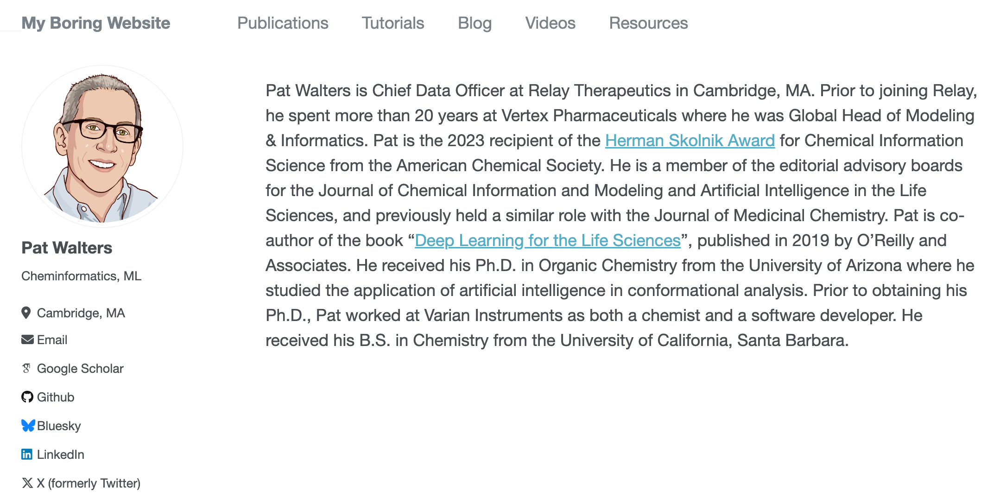 My Boring Website
Publications
Tutorials
Blog
Videos
Resources
Pat Walters
Cheminformatics, ML
Cambridge, MA
Email
Google Scholar
Github
Bluesky
LinkedIn
X (formerly Twitter)
Pat Walters is Chief Data Officer at Relay Therapeutics in Cambridge, MA. Prior to joining Relay,
he spent more than 20 years at Vertex Pharmaceuticals where he was Global Head of Modeling
& Informatics. Pat is the 2023 recipient of the Herman Skolnik Award for Chemical Information
Science from the American Chemical Society. He is a member of the editorial advisory boards
for the Journal of Chemical Information and Modeling and Artificial Intelligence in the Life
Sciences, and previously held a similar role with the Journal of Medicinal Chemistry. Pat is co-
author of the book “Deep Learning for the Life Sciences”, published in 2019 by O’Reilly and
Associates. He received his Ph.D. in Organic Chemistry from the University of Arizona where he
studied the application of artificial intelligence in conformational analysis. Prior to obtaining his
Ph.D., Pat worked at Varian Instruments as both a chemist and a software developer. He
received his B.S. in Chemistry from the University of California, Santa Barbara.